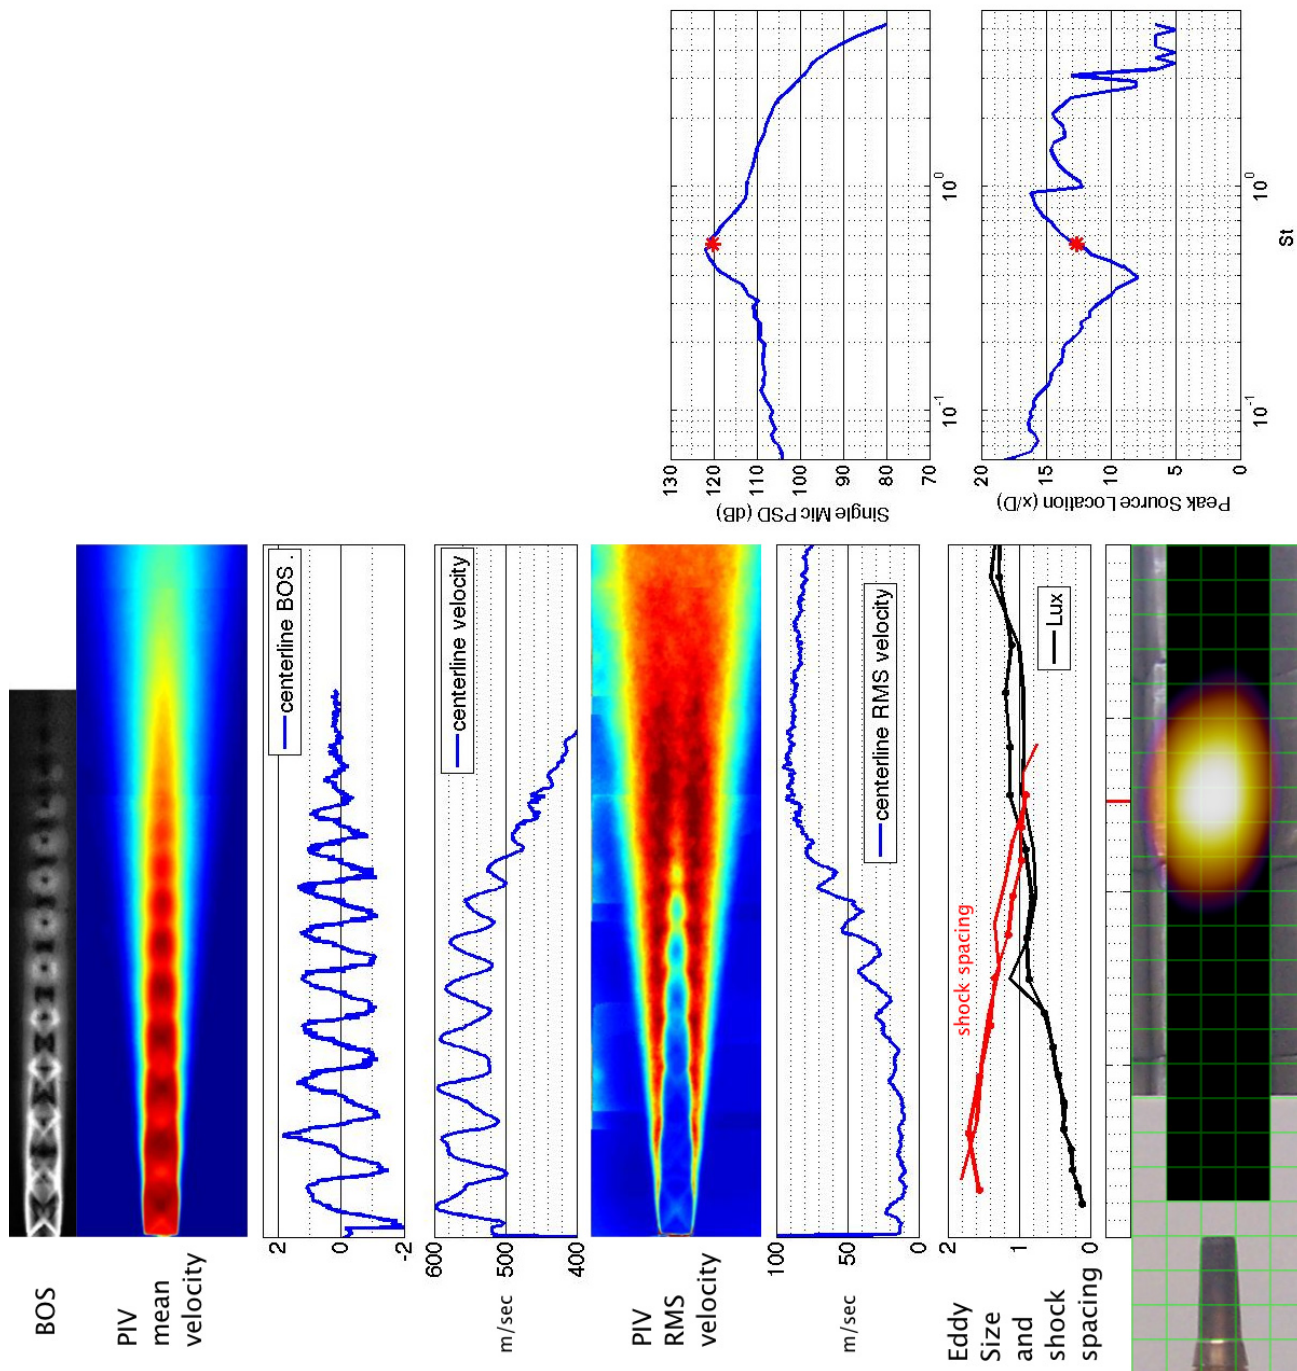 BOS
PIV
mean
velocity
2
0
-2
centerline BOS.
600
500
400
m/sec
centerline velocity
PIV
RMS
velocity
100
50
0
m/sec
centerline RMS velocity
Eddy
Size
and
shock
spacing
2
1
0
shock spacing
Lux
130
120
110
100
90
80
70
Single Mic PSD (dB)
10-1
100
20
15
10
5
0
Peak Source Location (x/D)
10-1
100
St